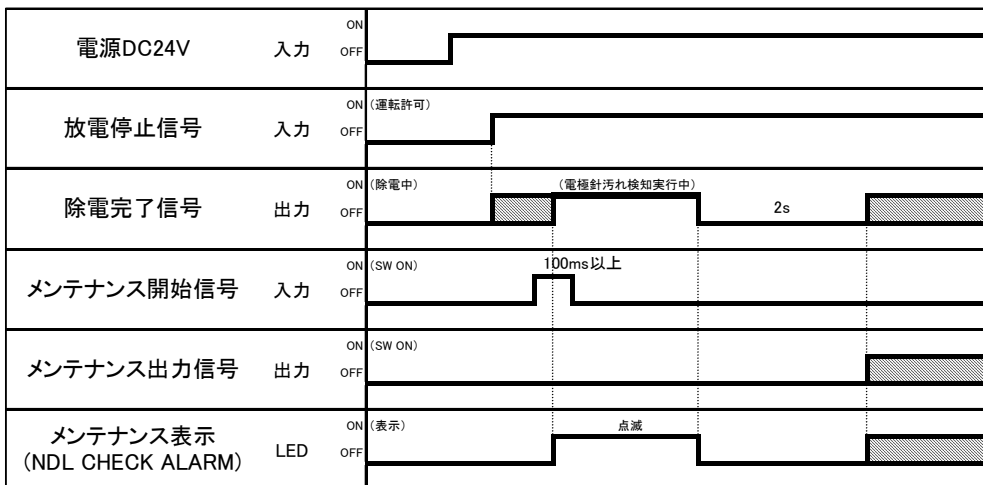 電源DC24V 入力 ON
OFF
放電停止信号 入力 ON (運転許可)
OFF
除電完了信号 出力 ON (除電中) (電極針汚れ検知実行中)
OFF 2s
メンテナンス開始信号 入力 ON (SW ON) 100ms以上
OFF
メンテナンス出力信号 出力 ON (SW ON)
OFF
メンテナンス表示 ON (表示) 点滅
(NDL CHECK ALARM) LED OFF